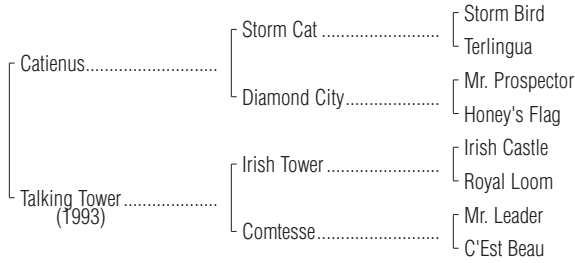 Storm Bird
Storm Cat ........................
Terlingua
Catienus...........................
Mr. Prospector
Diamond City...................
Honey's Flag
Irish Castle
Irish Tower .......................
Royal Loom
Talking Tower ...................
(1993)
Mr. Leader
Comtesse.........................
C'Est Beau